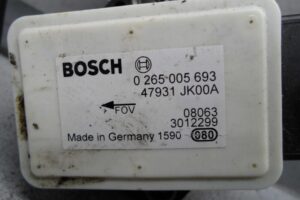 BOSCH 0 265 005 693
47931 JK00A
FOV 08063
3012299
Made in Germany 1590 080